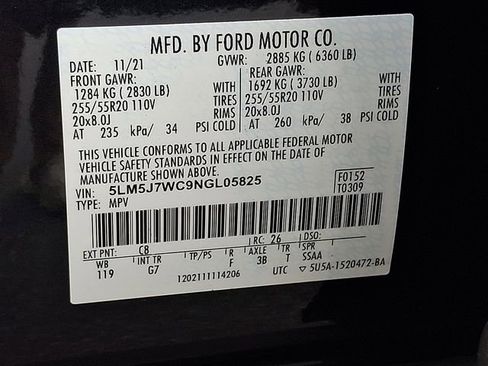 MFD. BY FORD MOTOR CO.
DATE: 11/21 GVWR: 2885 KG ( 6360 LB)
FRONT GAWR: REAR GAWR:
1284 KG ( 2830 LB) WITH 1692 KG ( 3730 LB) WITH
255/55R20 110V TIRES 255/55R20 110V TIRES
20x8.0J RIMS 20x8.0J RIMS
AT 235 kPa/ 34 PSI COLD AT 260 kPa/ 38 PSI COLD
THIS VEHICLE CONFORMS TO ALL APPLICABLE FEDERAL MOTOR
VEHICLE SAFETY STANDARDS IN EFFECT ON THE DATE OF
MANUFACTURE SHOWN ABOVE.
VIN: 5LM5J7WC9NGL05825 F0152
TYPE: MPV T0309
EXT PNT: C8 RC: 26 DSO:
WB INT TR TP/PS R AXLE TR SPR
119 G7 F 3B T SSAA
1202111114206 UTC 5U5A-1520472-BA